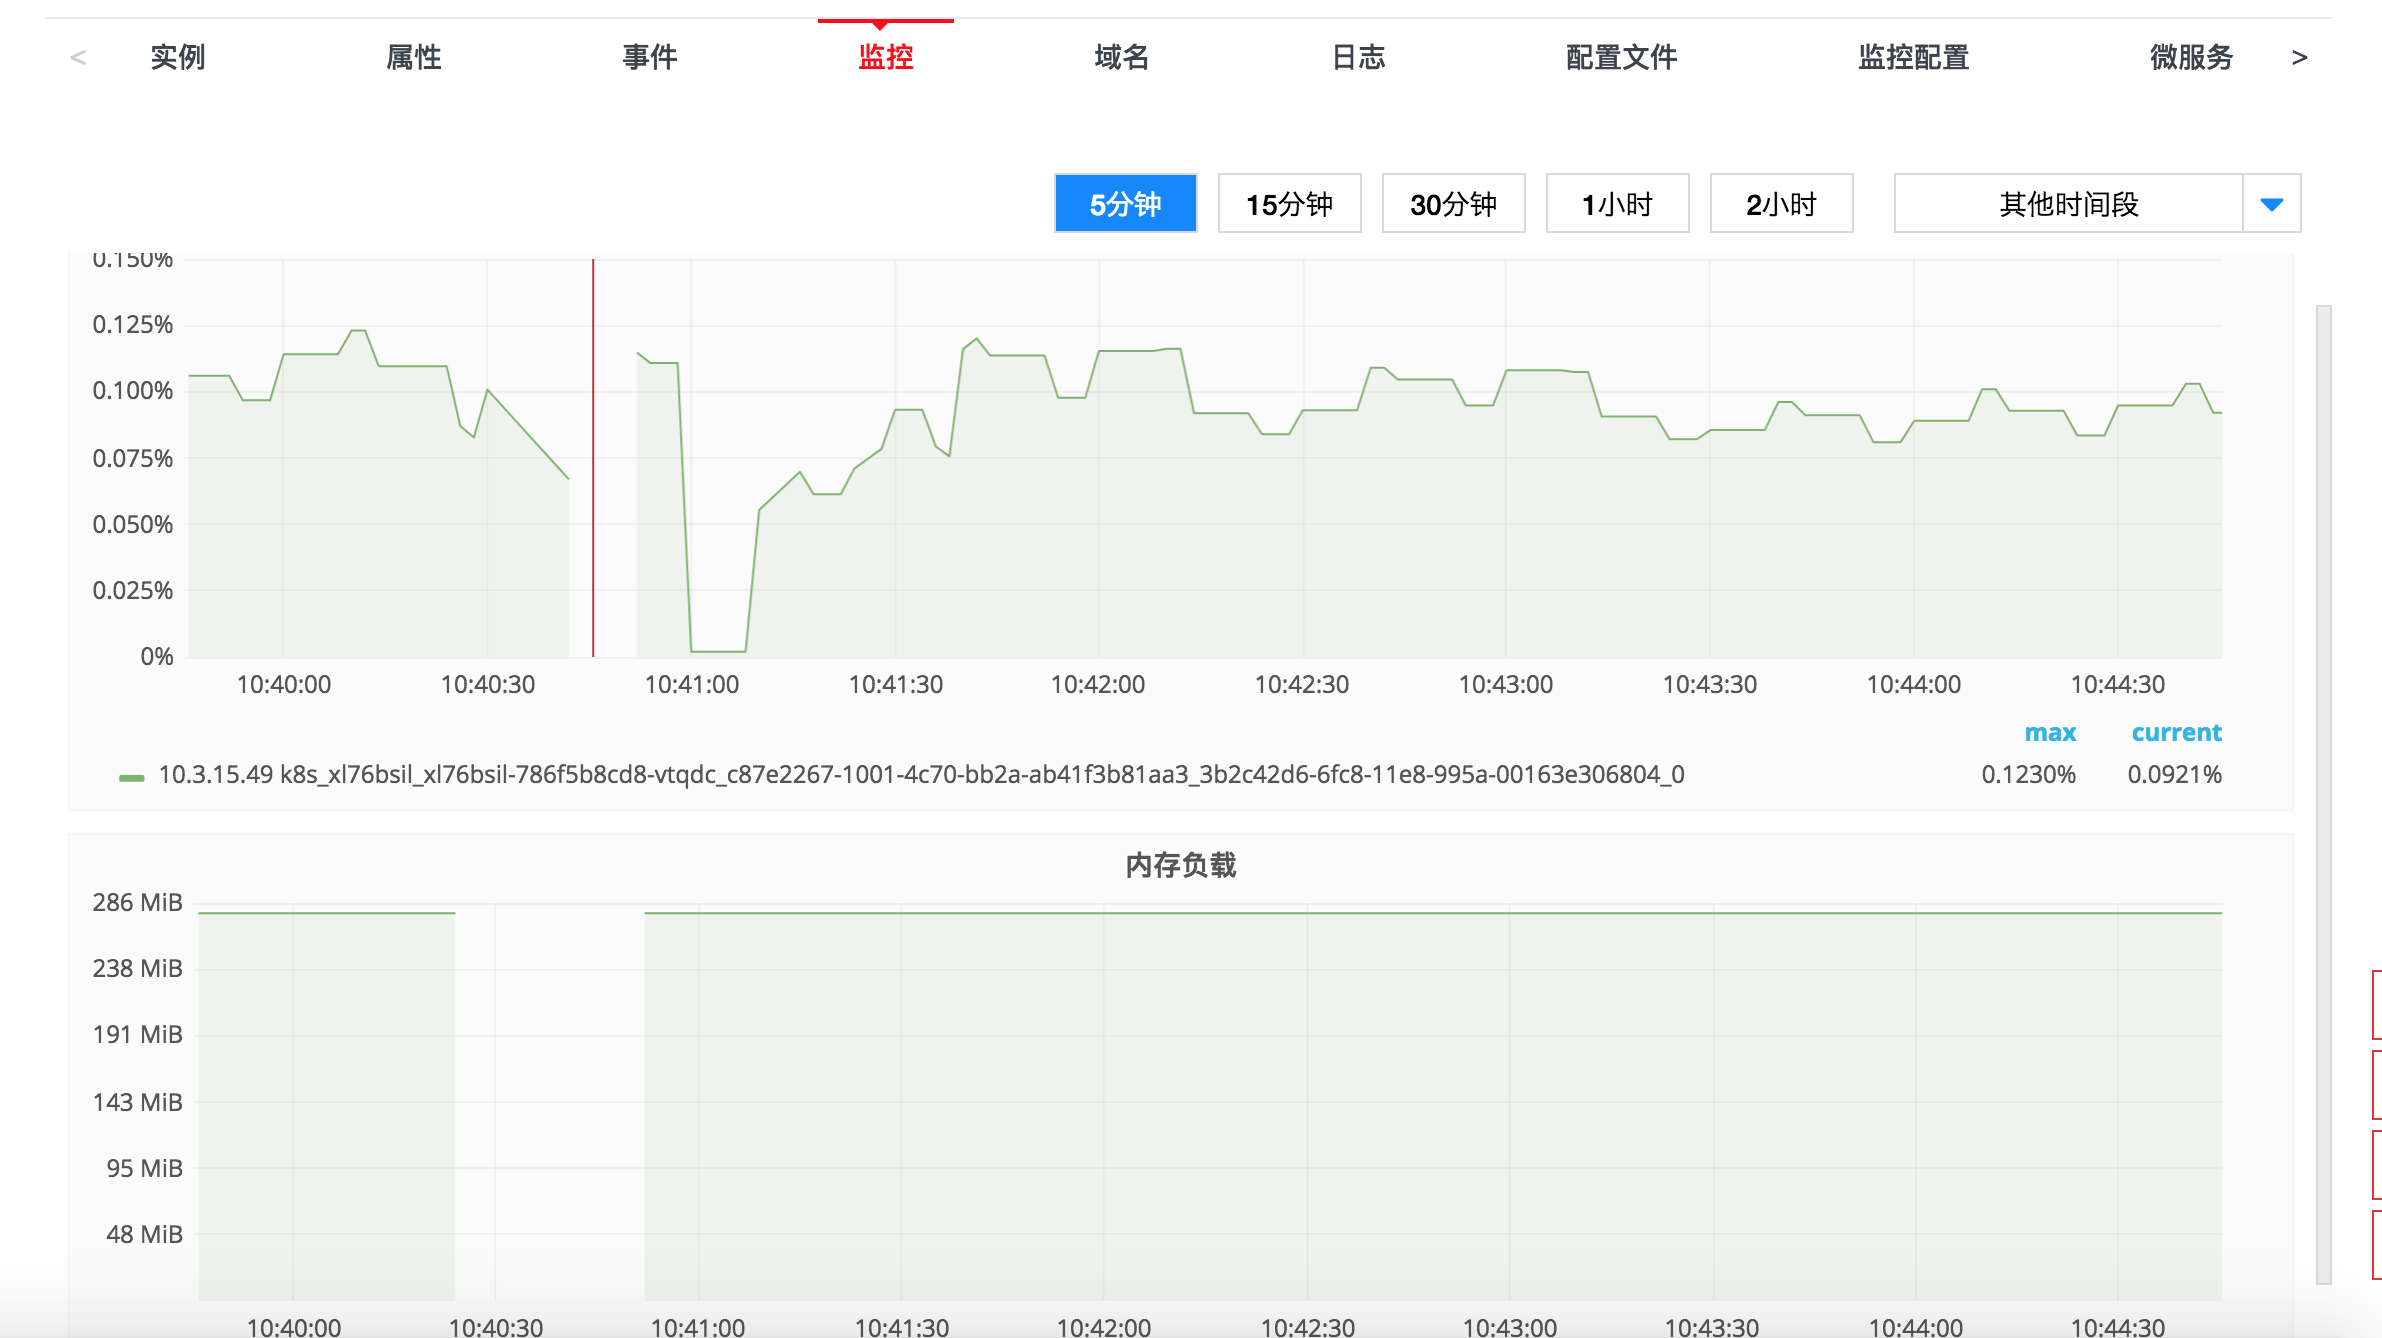 < 实例 属性 事件 监控 域名 日志 配置文件 监控配置 微服务 >
5分钟 15分钟 30分钟 1小时 2小时 其他时间段
0.150%
0.125%
0.100%
0.075%
0.050%
0.025%
0%
10:40:00 10:40:30 10:41:00 10:41:30 10:42:00 10:42:30 10:43:00 10:43:30 10:44:00 10:44:30
max current
10.3.15.49 k8s_xl76bsil_xl76bsil-786f5b8cd8-vtqdc_c87e2267-1001-4c70-bb2a-ab41f3b81aa3_3b2c42d6-6fc8-11e8-995a-00163e306804_0 0.1230% 0.0921%
内存负载
286 MiB
238 MiB
191 MiB
143 MiB
95 MiB
48 MiB
10:40:00 10:40:30 10:41:00 10:41:30 10:42:00 10:42:30 10:43:00 10:43:30 10:44:00 10:44:30